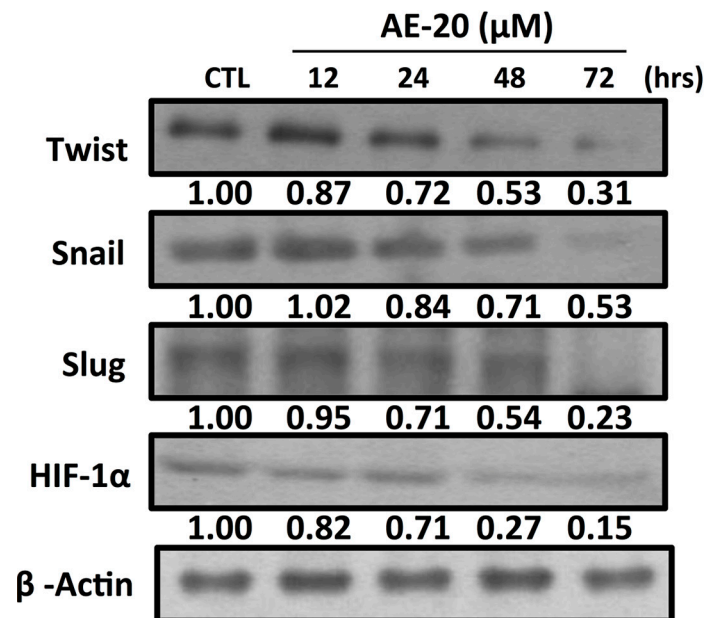 AE-20 (μM)
CTL 12 24 48 72 (hrs)
Twist
1.00 0.87 0.72 0.53 0.31
Snail
1.00 1.02 0.84 0.71 0.53
Slug
1.00 0.95 0.71 0.54 0.23
HIF-1α
1.00 0.82 0.71 0.27 0.15
β -Actin